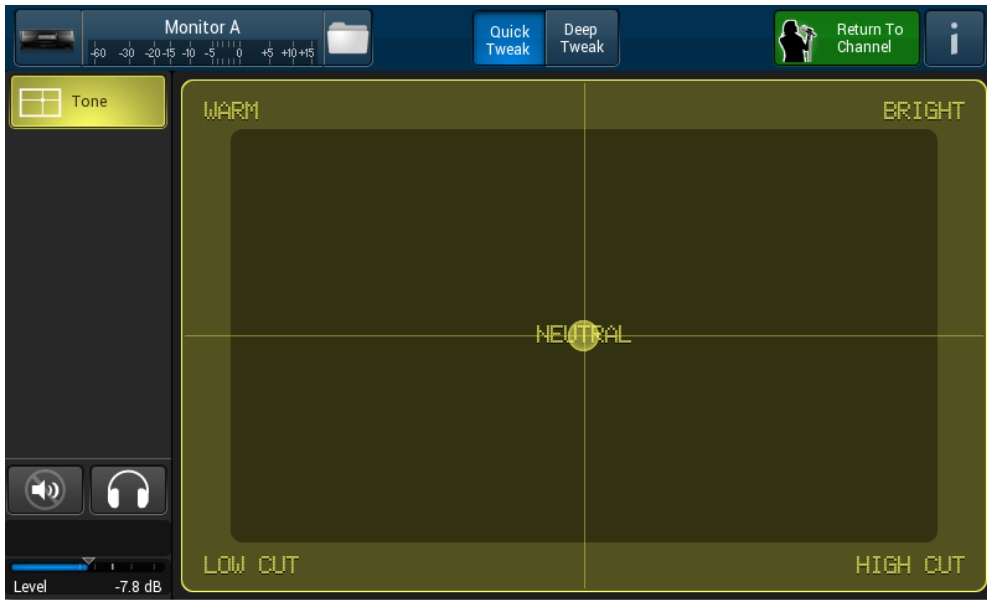 Monitor A
-60 -30 -20 -15 -10 -5 0 +5 +10 +15
Quick
Tweak
Deep
Tweak
Return To
Channel
i
Tone
WARM
BRIGHT
NEUTRAL
LOW CUT
HIGH CUT
Level -7.8 dB